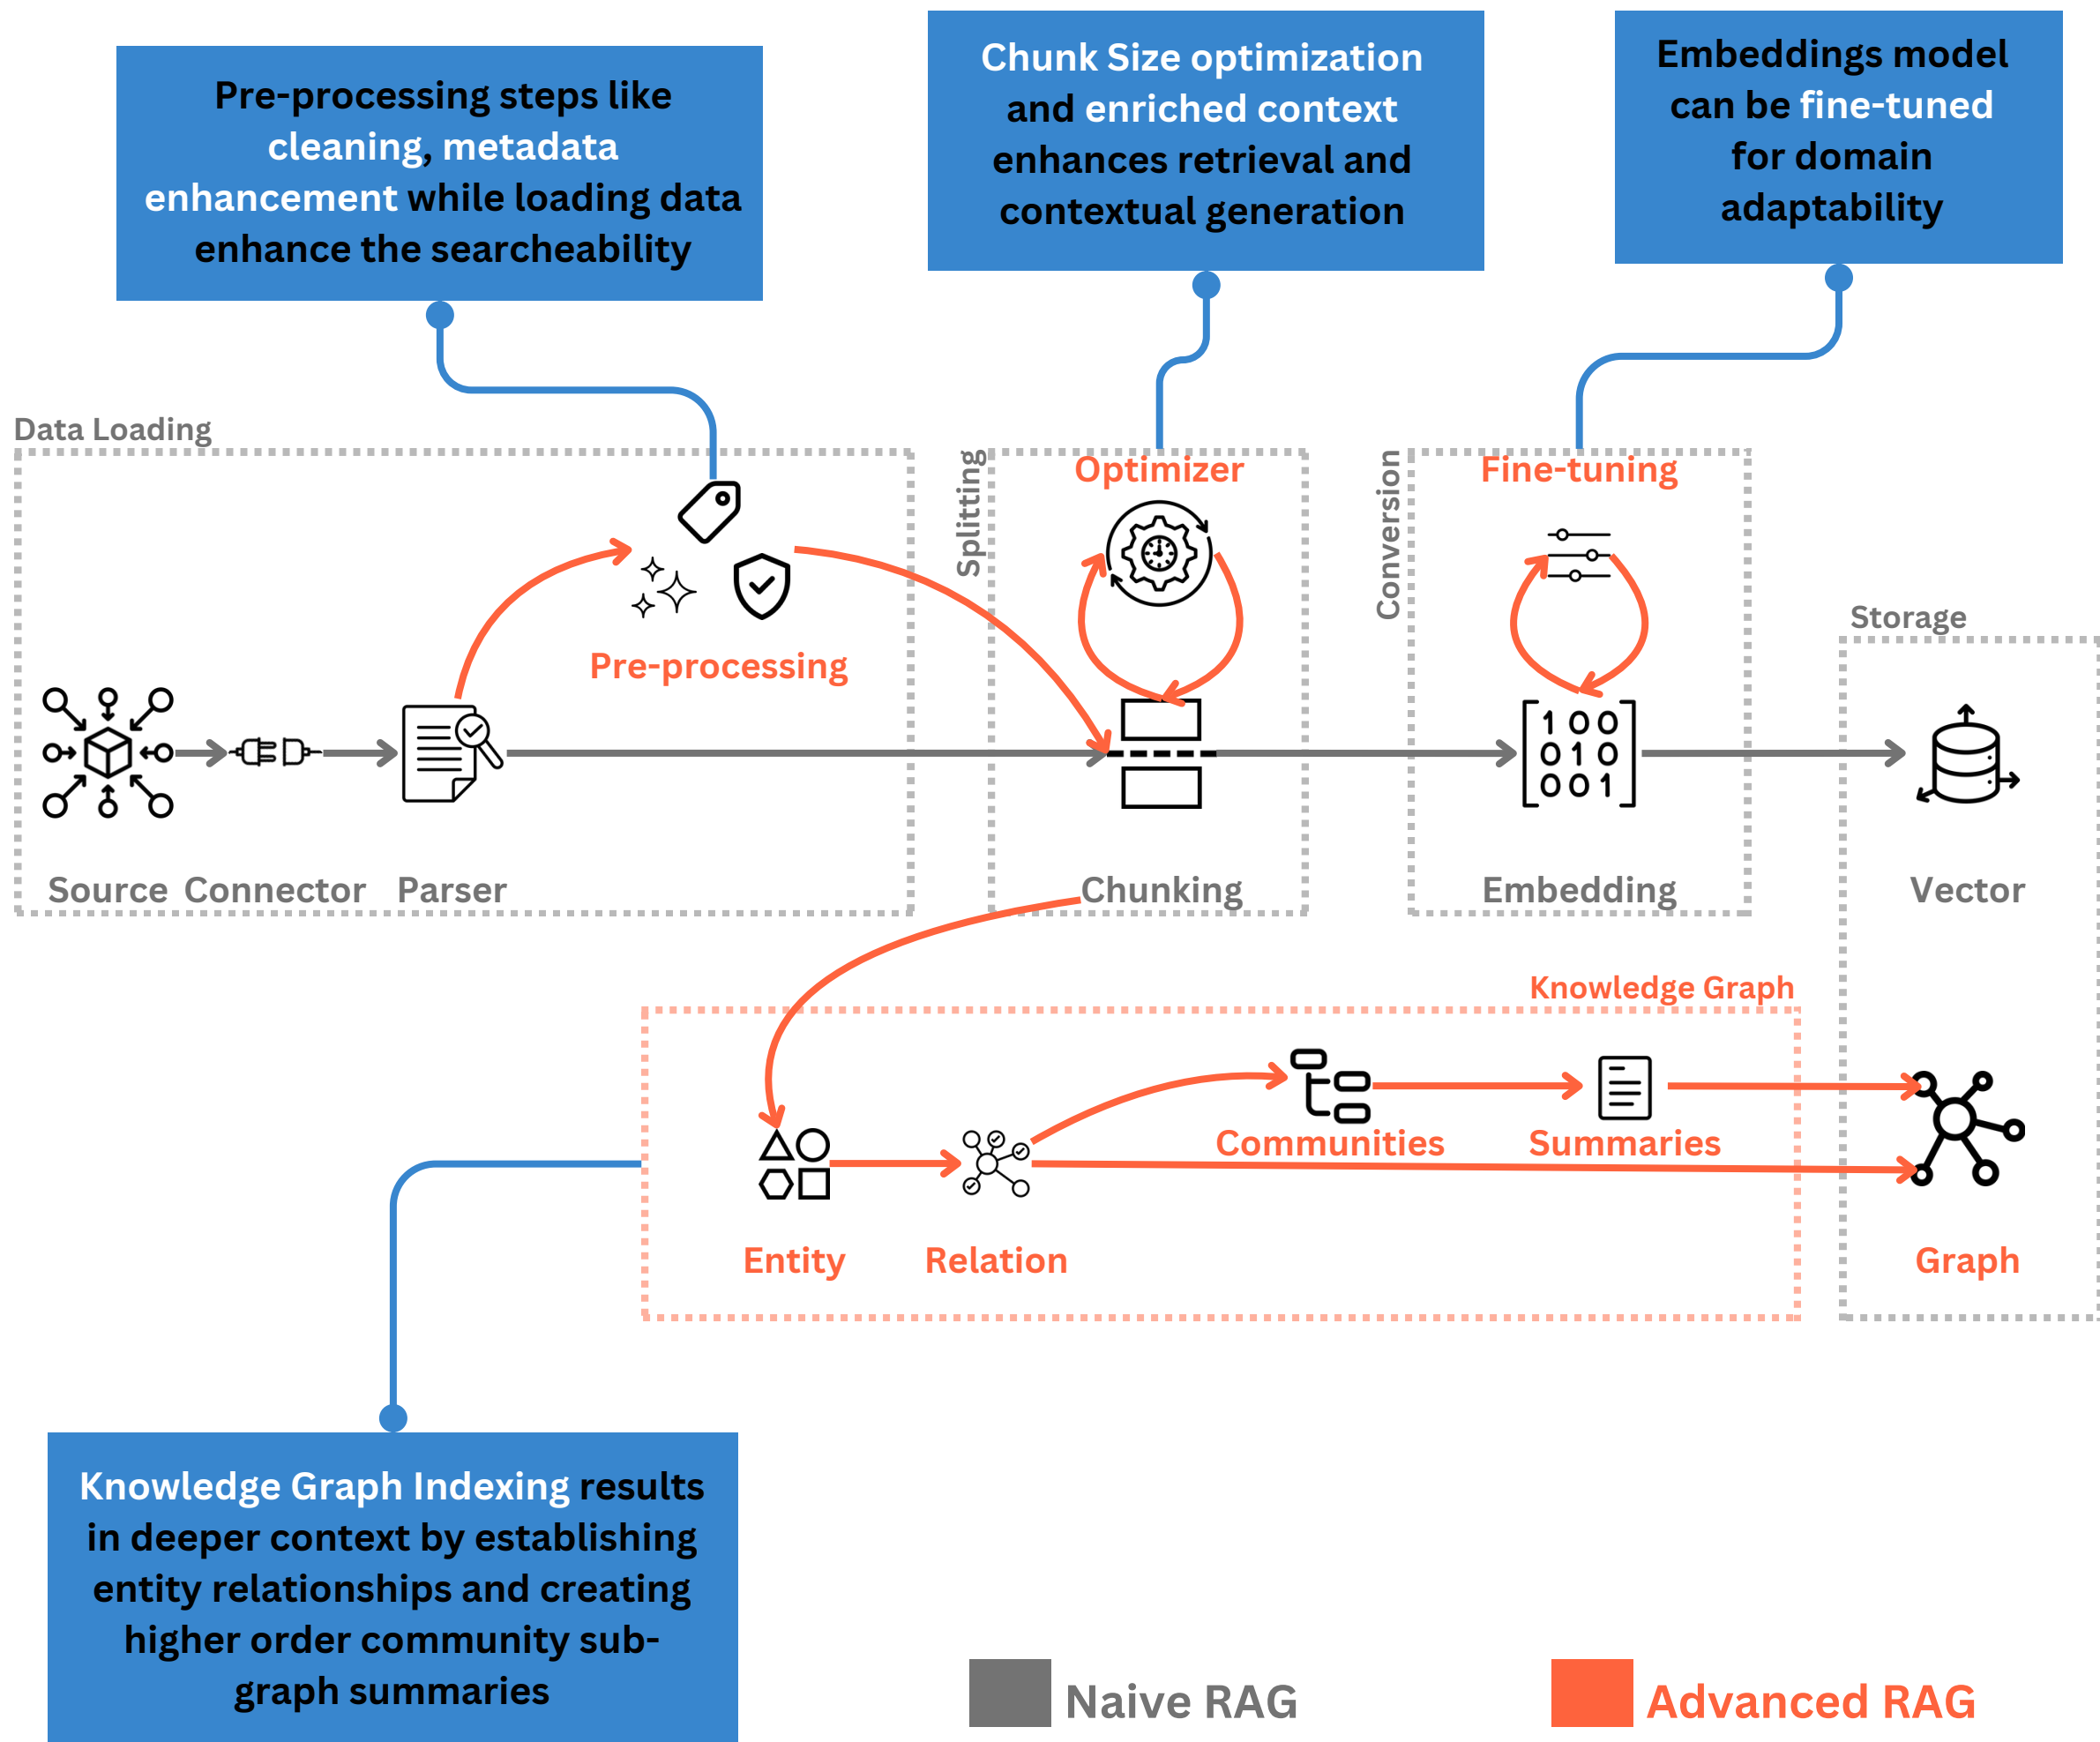 Pre-processing steps like
cleaning, metadata
enhancement while loading data
enhance the searcheability
Chunk Size optimization
and enriched context
enhances retrieval and
contextual generation
Embeddings model
can be fine-tuned
for domain
adaptability
Data Loading
Splitting
Optimizer
Conversion
Fine-tuning
Storage
Pre-processing
1 0 0
0 1 0
0 0 1
Source
Connector
Parser
Chunking
Embedding
Vector
Knowledge Graph
Communities
Summaries
Entity
Relation
Graph
Knowledge Graph Indexing results
in deeper context by establishing
entity relationships and creating
higher order community sub-
graph summaries
Naive RAG
Advanced RAG